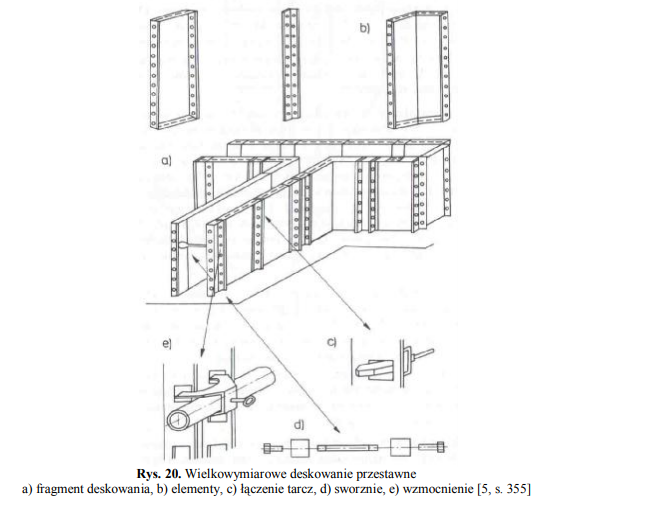 b)
a)
e)
c)
d)
Rys. 20. Wielkowymiarowe deskowanie przestawne
a) fragment deskowania, b) elementy, c) łączenie tarcz, d) sworznie, e) wzmocnienie [5, s. 355]